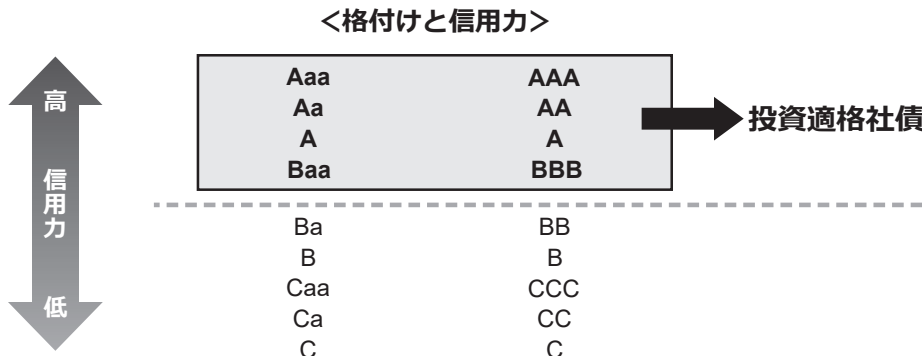 <格付けと信用力>
高
信用力
低
Aaa AAA
Aa AA
A A
Baa BBB
投資適格社債
Ba BB
B B
Caa CCC
Ca CC
C C